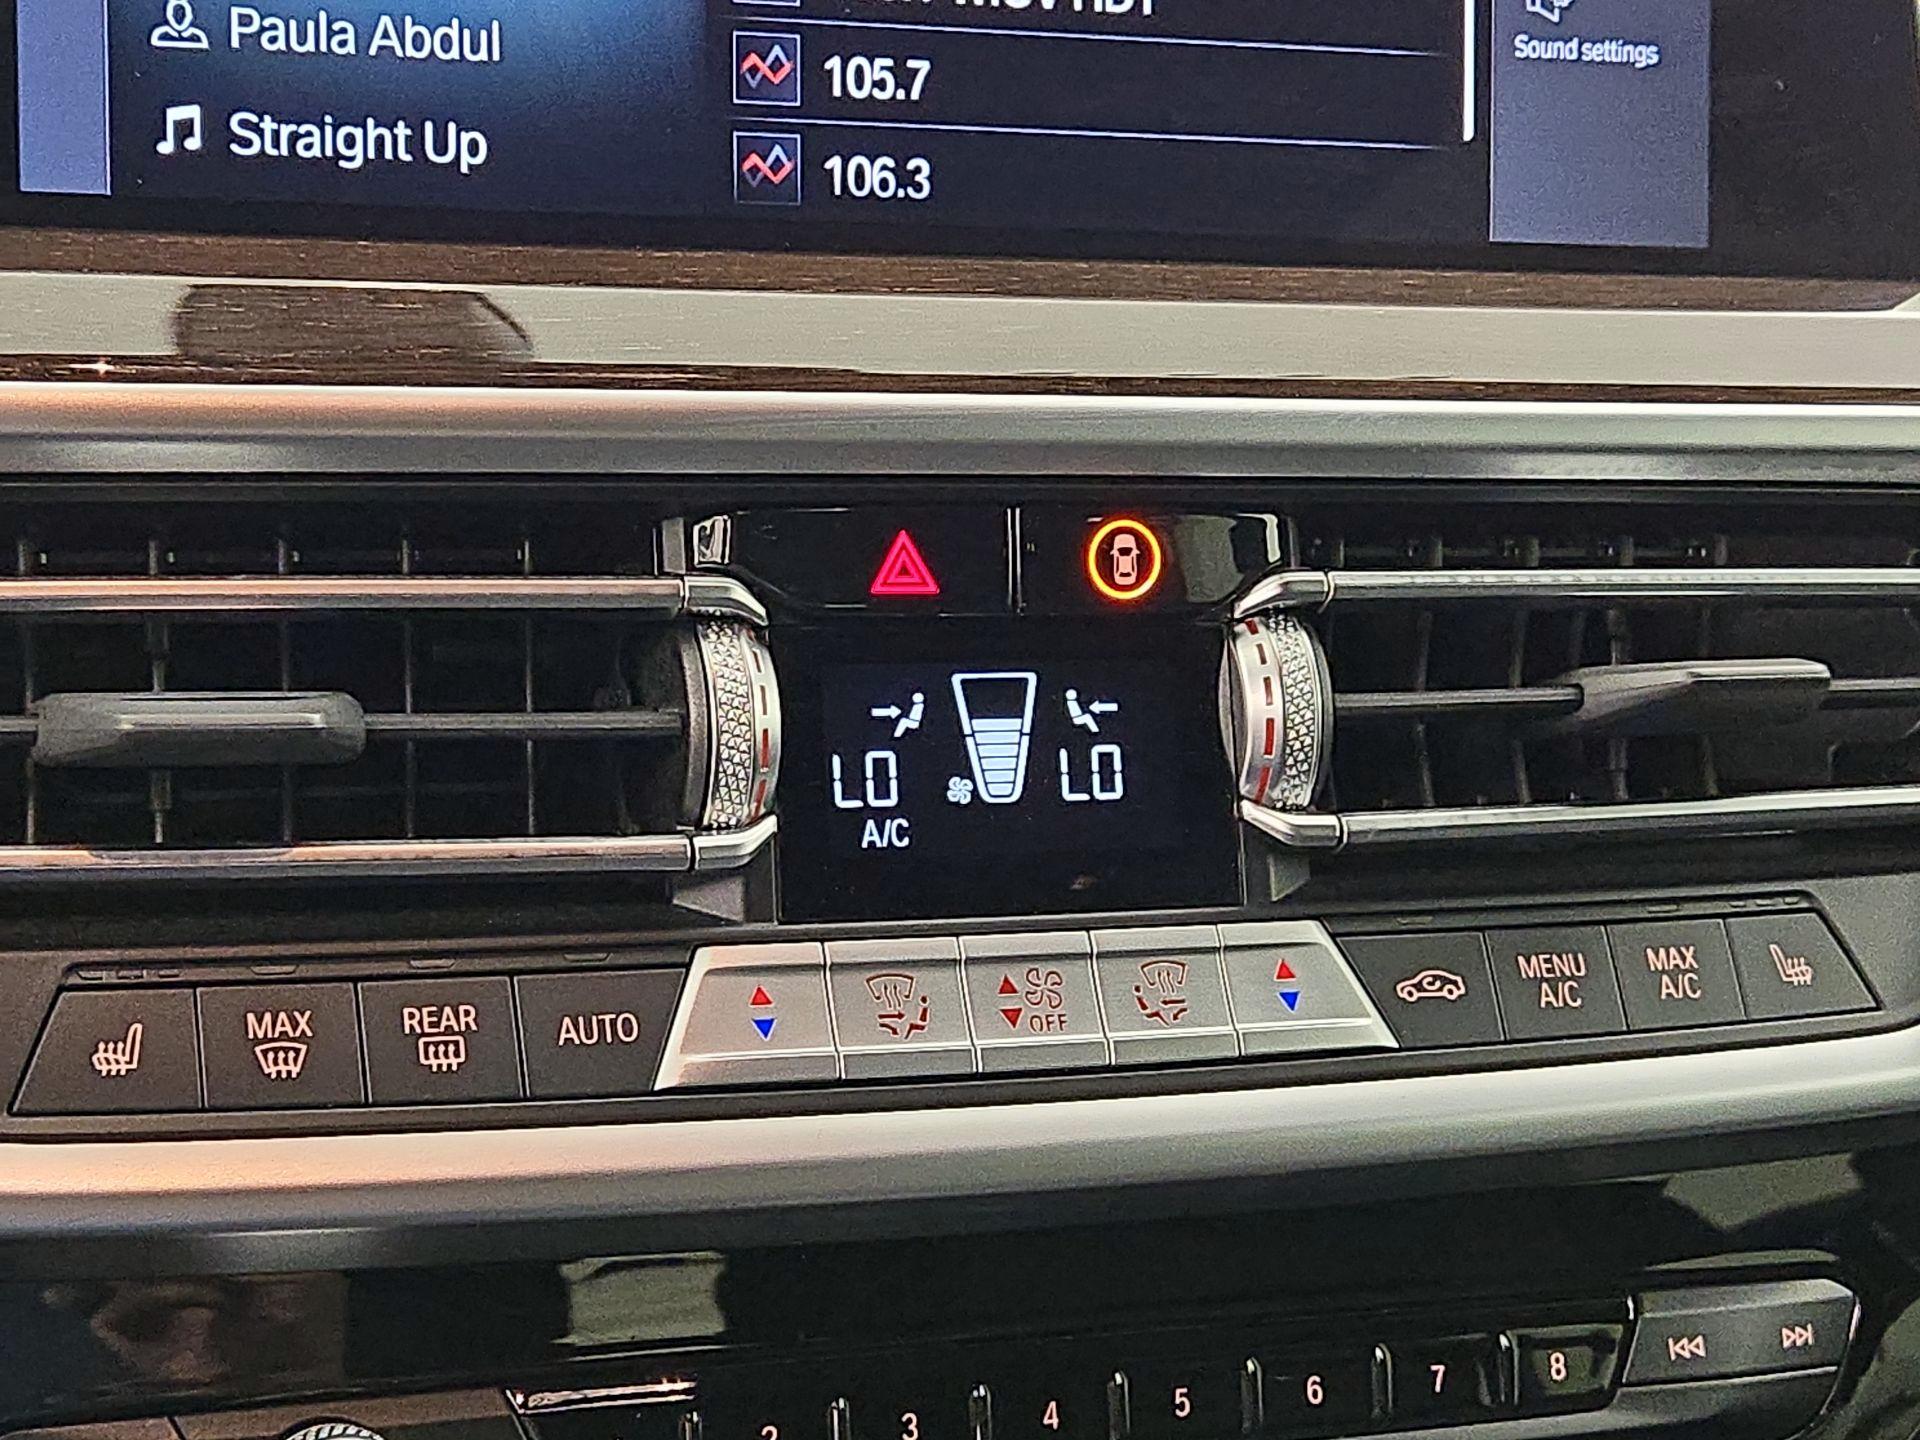 Paula Abdul
Straight Up
105.7
106.3
Sound settings
LO
LO
A/C
MAX
REAR
AUTO
OFF
MENU
A/C
MAX
A/C
2
3
4
5
6
7
8